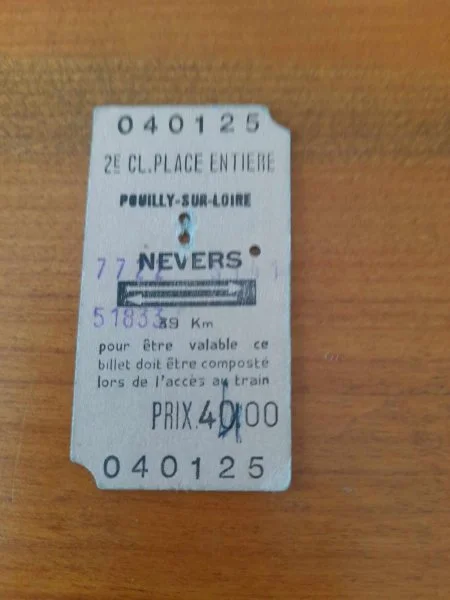 040125
2E CL.PLACE ENTIERE
POUILLY-SUR-LOIRE
NEVERS
51833
39 Km
pour être valable ce
billet doit être composté
lors de l'accès au train
PRIX.40,00
040125